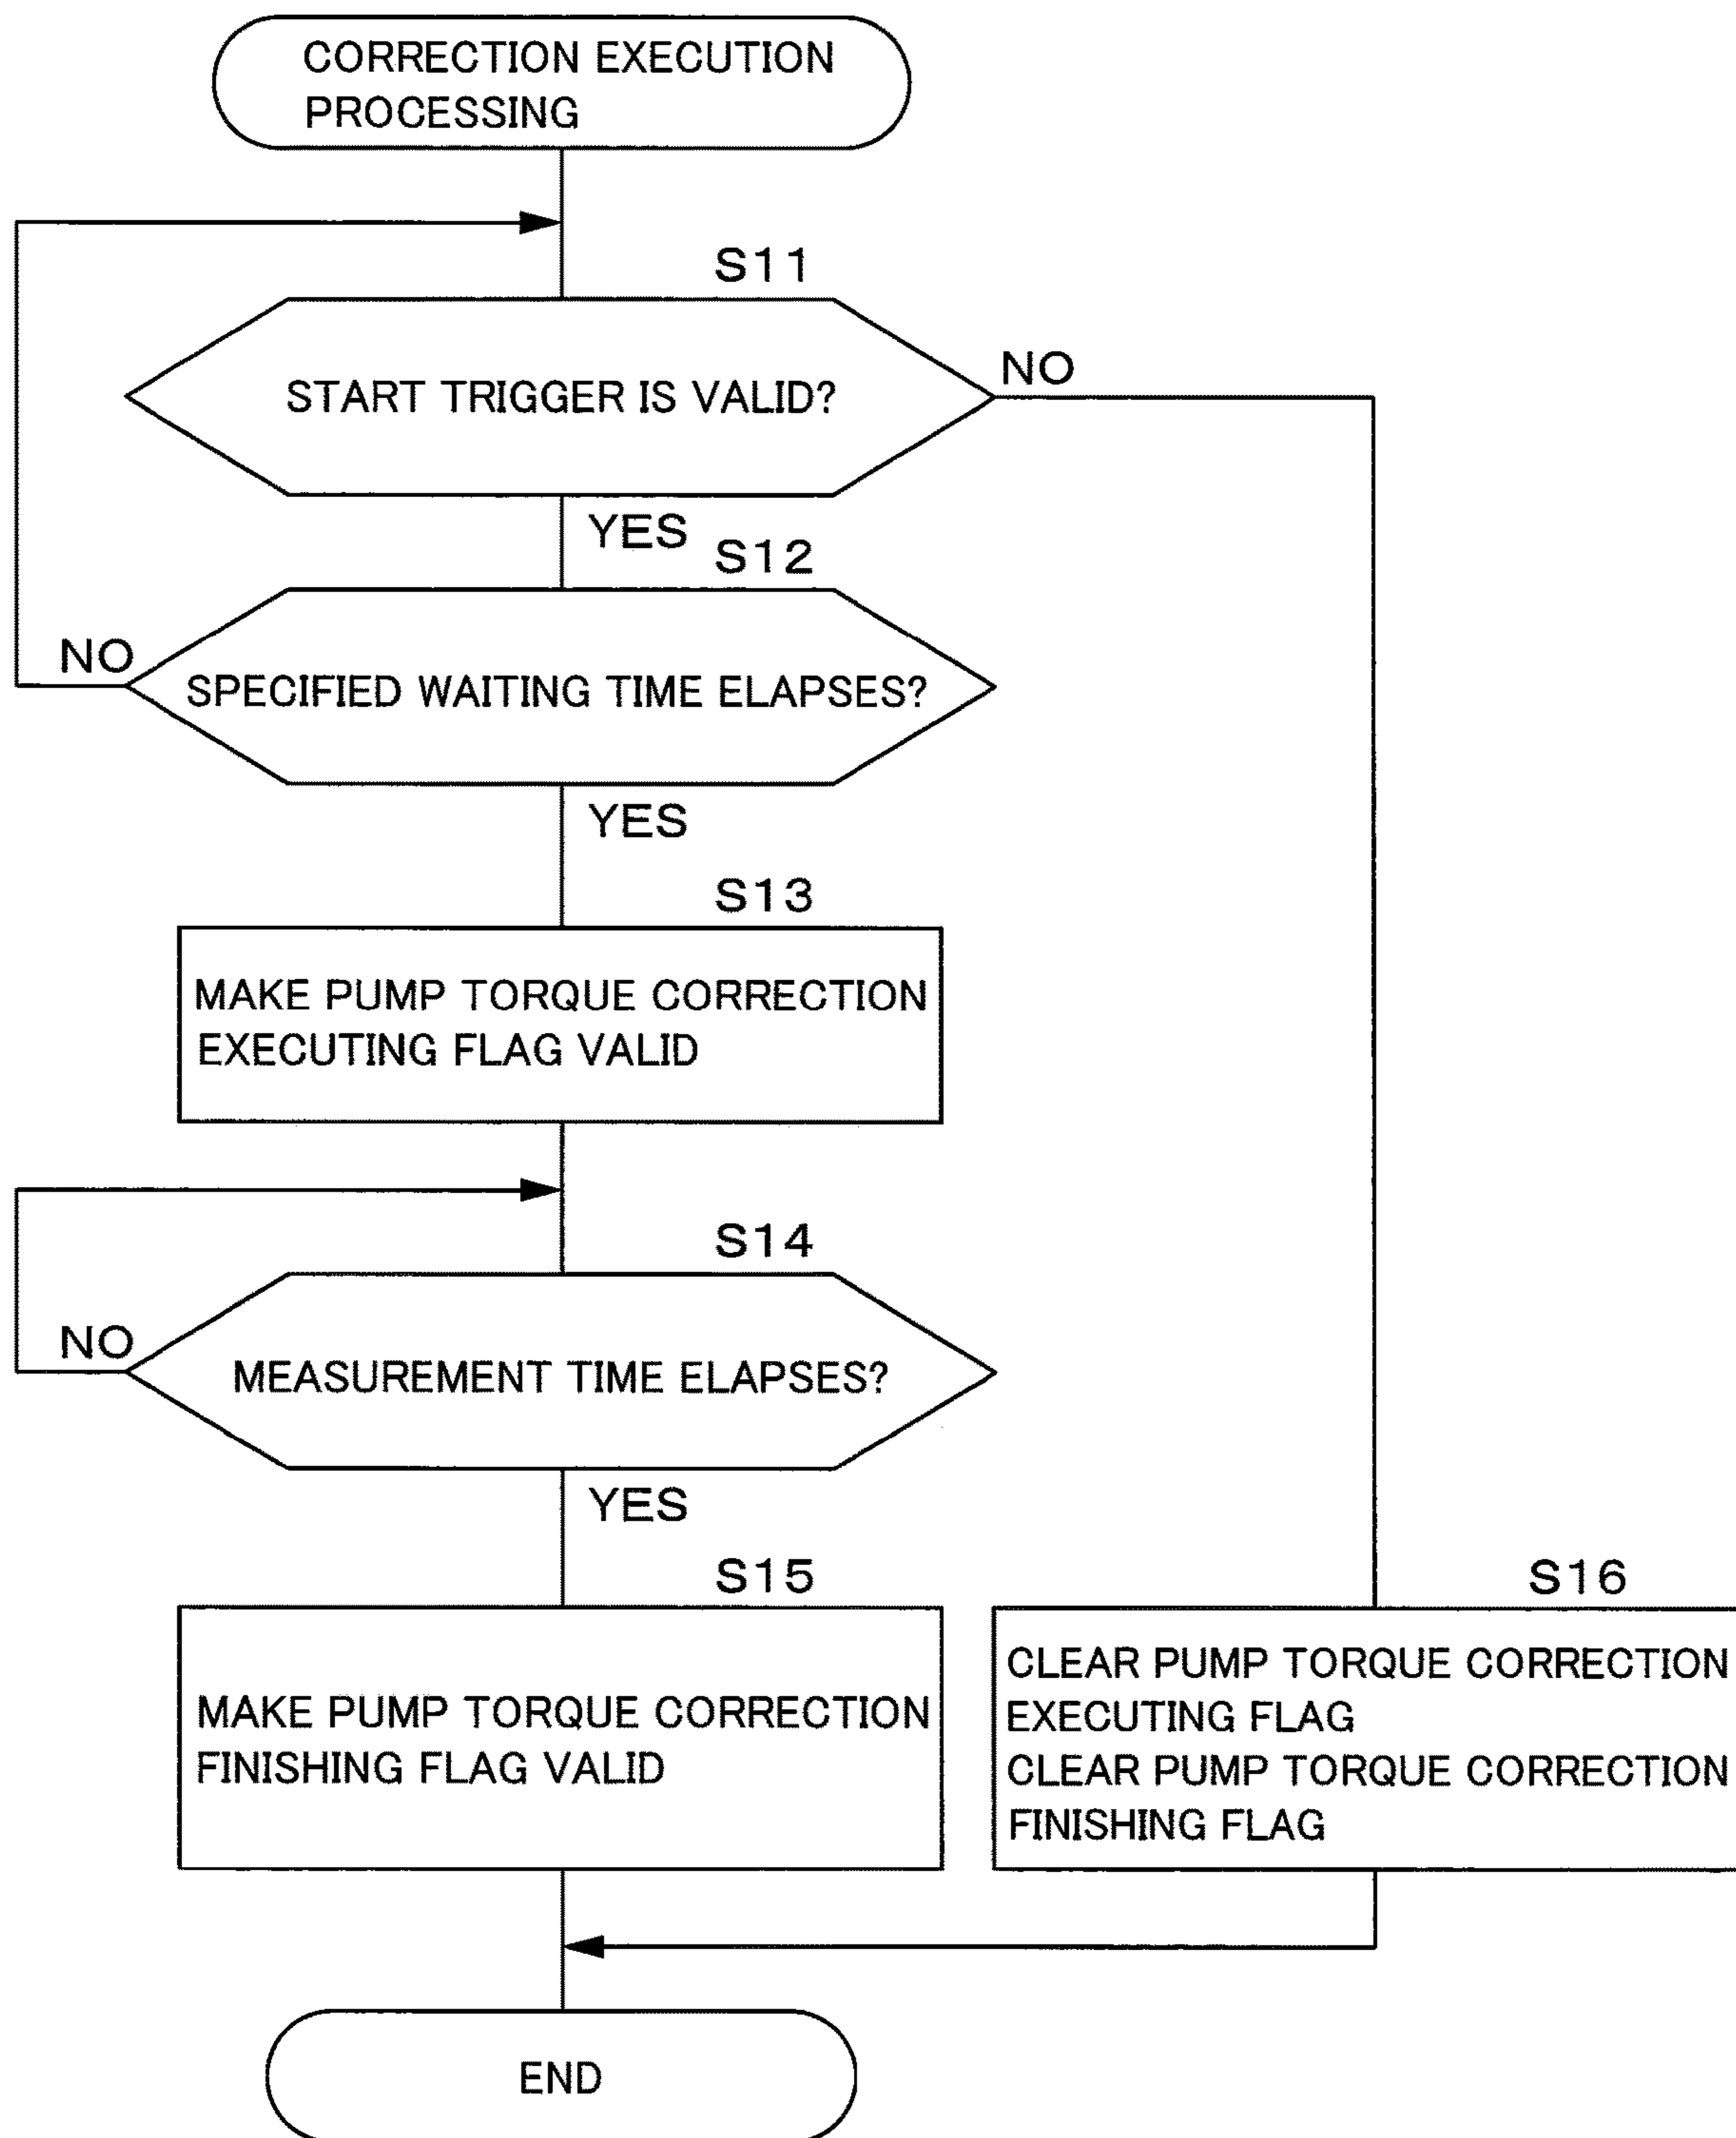 CORRECTION EXECUTION
PROCESSING
S11
START TRIGGER IS VALID?
NO
YES
S12
NO
SPECIFIED WAITING TIME ELAPSES?
YES
S13
MAKE PUMP TORQUE CORRECTION
EXECUTING FLAG VALID
S14
NO
MEASUREMENT TIME ELAPSES?
YES
S15
MAKE PUMP TORQUE CORRECTION
FINISHING FLAG VALID
S16
CLEAR PUMP TORQUE CORRECTION
EXECUTING FLAG
CLEAR PUMP TORQUE CORRECTION
FINISHING FLAG
END